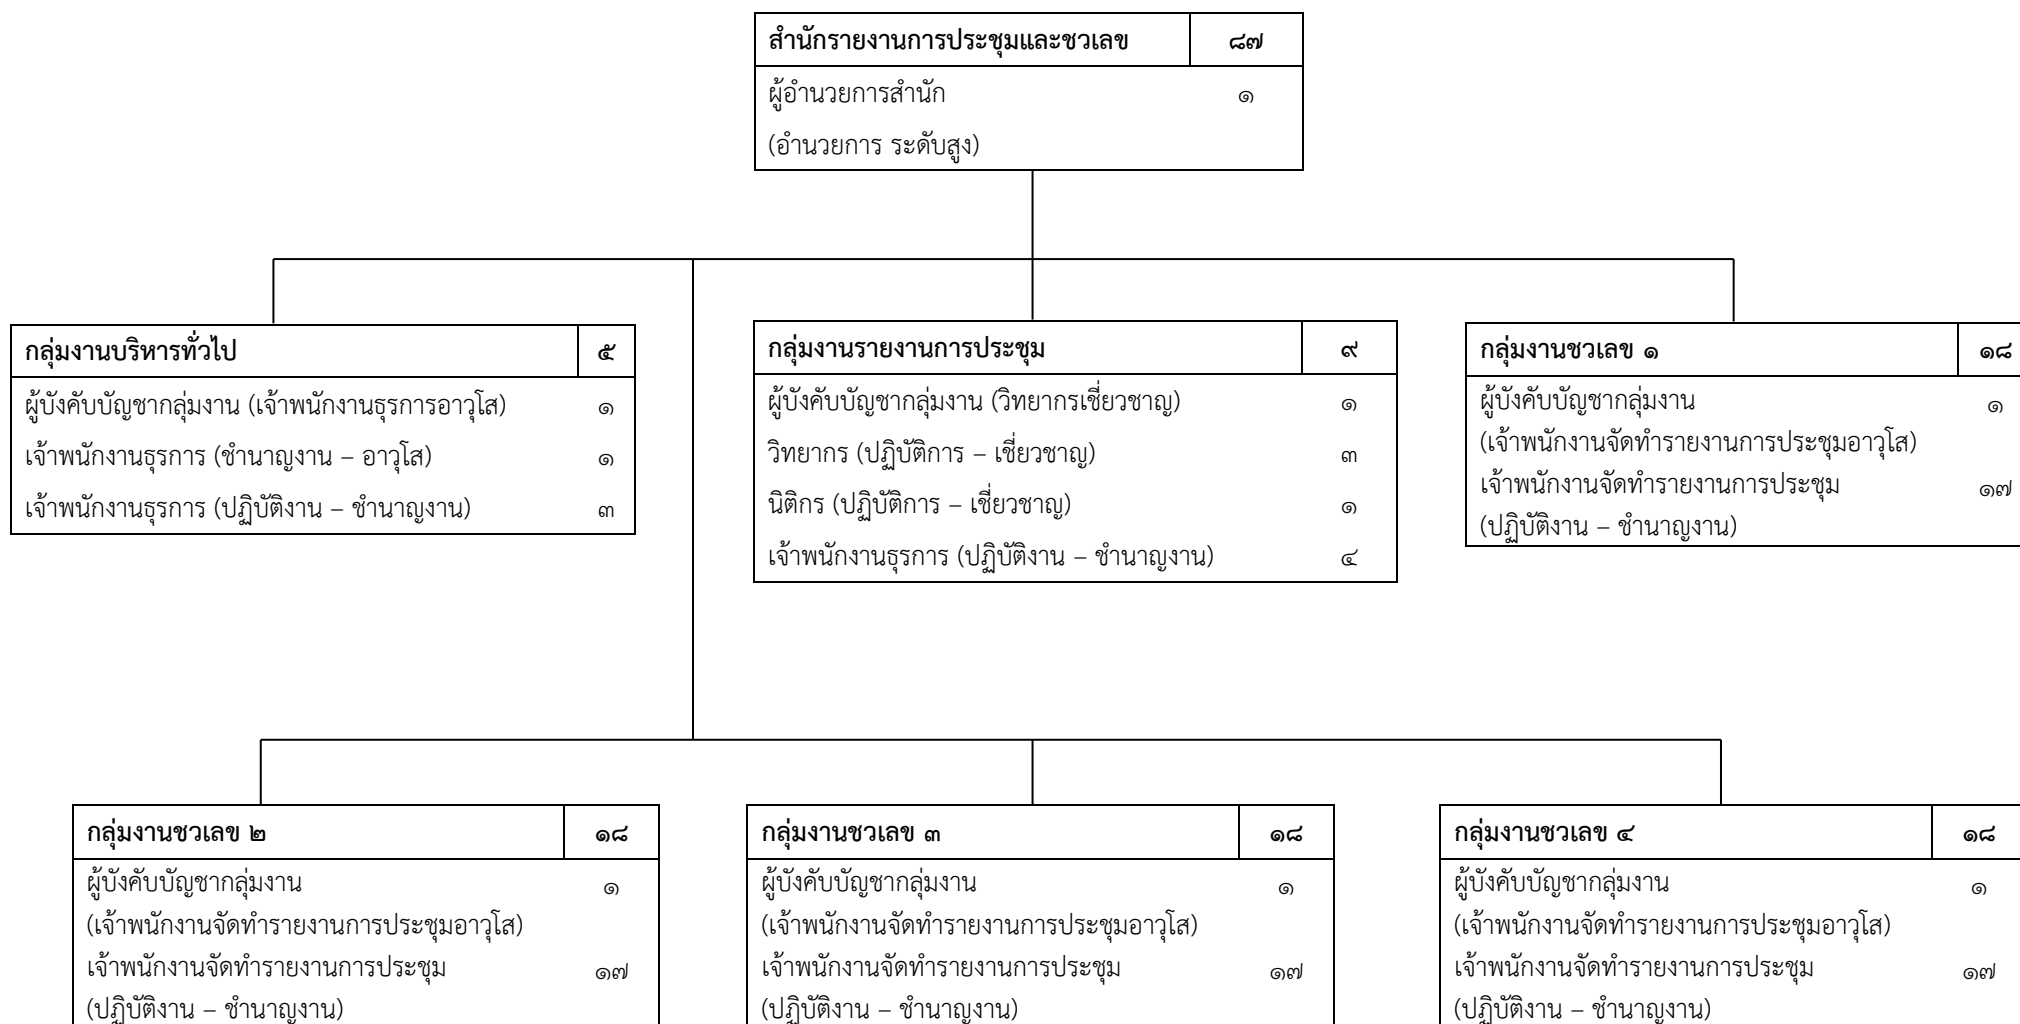 สำนักรายงานการประชุมและชวเลข ๘๗
ผู้อำนวยการสำนัก ๑
(อำนวยการ ระดับสูง)
กลุ่มงานบริหารทั่วไป ๕
ผู้บังคับบัญชากลุ่มงาน (เจ้าพนักงานธุรการอาวุโส) ๑
เจ้าพนักงานธุรการ (ชำนาญงาน – อาวุโส) ๑
เจ้าพนักงานธุรการ (ปฏิบัติงาน – ชำนาญงาน) ๓
กลุ่มงานรายงานการประชุม ๙
ผู้บังคับบัญชากลุ่มงาน (วิทยากรเชี่ยวชาญ) ๑
วิทยากร (ปฏิบัติการ – เชี่ยวชาญ) ๓
นิติกร (ปฏิบัติการ – เชี่ยวชาญ) ๑
เจ้าพนักงานธุรการ (ปฏิบัติงาน – ชำนาญงาน) ๔
กลุ่มงานชวเลข ๑ ๑๘
ผู้บังคับบัญชากลุ่มงาน ๑
(เจ้าพนักงานจัดทำรายงานการประชุมอาวุโส)
เจ้าพนักงานจัดทำรายงานการประชุม ๑๗
(ปฏิบัติงาน – ชำนาญงาน)
กลุ่มงานชวเลข ๒ ๑๘
ผู้บังคับบัญชากลุ่มงาน ๑
(เจ้าพนักงานจัดทำรายงานการประชุมอาวุโส)
เจ้าพนักงานจัดทำรายงานการประชุม ๑๗
(ปฏิบัติงาน – ชำนาญงาน)
กลุ่มงานชวเลข ๓ ๑๘
ผู้บังคับบัญชากลุ่มงาน ๑
(เจ้าพนักงานจัดทำรายงานการประชุมอาวุโส)
เจ้าพนักงานจัดทำรายงานการประชุม ๑๗
(ปฏิบัติงาน – ชำนาญงาน)
กลุ่มงานชวเลข ๔ ๑๘
ผู้บังคับบัญชากลุ่มงาน ๑
(เจ้าพนักงานจัดทำรายงานการประชุมอาวุโส)
เจ้าพนักงานจัดทำรายงานการประชุม ๑๗
(ปฏิบัติงาน – ชำนาญงาน)